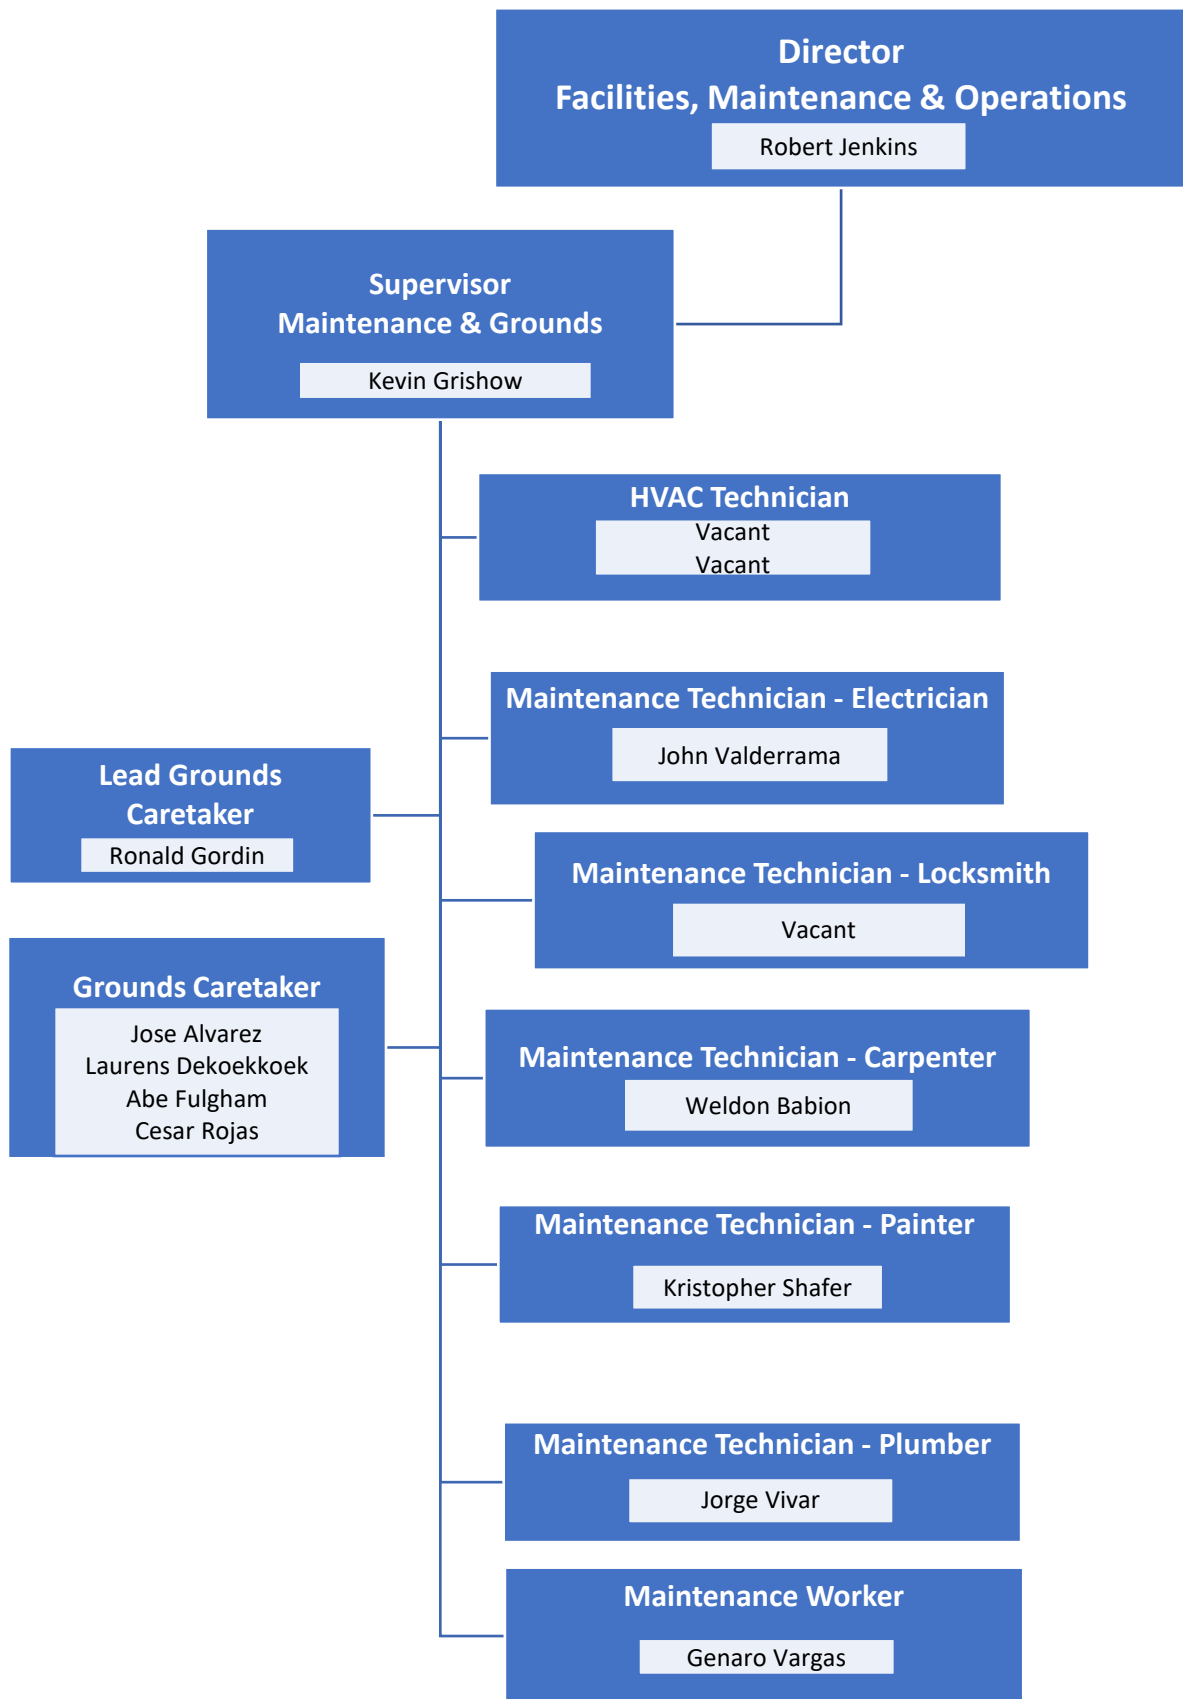 Director
Facilities, Maintenance & Operations
Robert Jenkins
Supervisor
Maintenance & Grounds
Kevin Grishow
HVAC Technician
Vacant
Vacant
Maintenance Technician - Electrician
John Valderrama
Lead Grounds
Caretaker
Ronald Gordin
Maintenance Technician - Locksmith
Vacant
Grounds Caretaker
Jose Alvarez
Laurens Dekoekkoek
Abe Fulgham
Cesar Rojas
Maintenance Technician - Carpenter
Weldon Babion
Maintenance Technician - Painter
Kristopher Shafer
Maintenance Technician - Plumber
Jorge Vivar
Maintenance Worker
Genaro Vargas